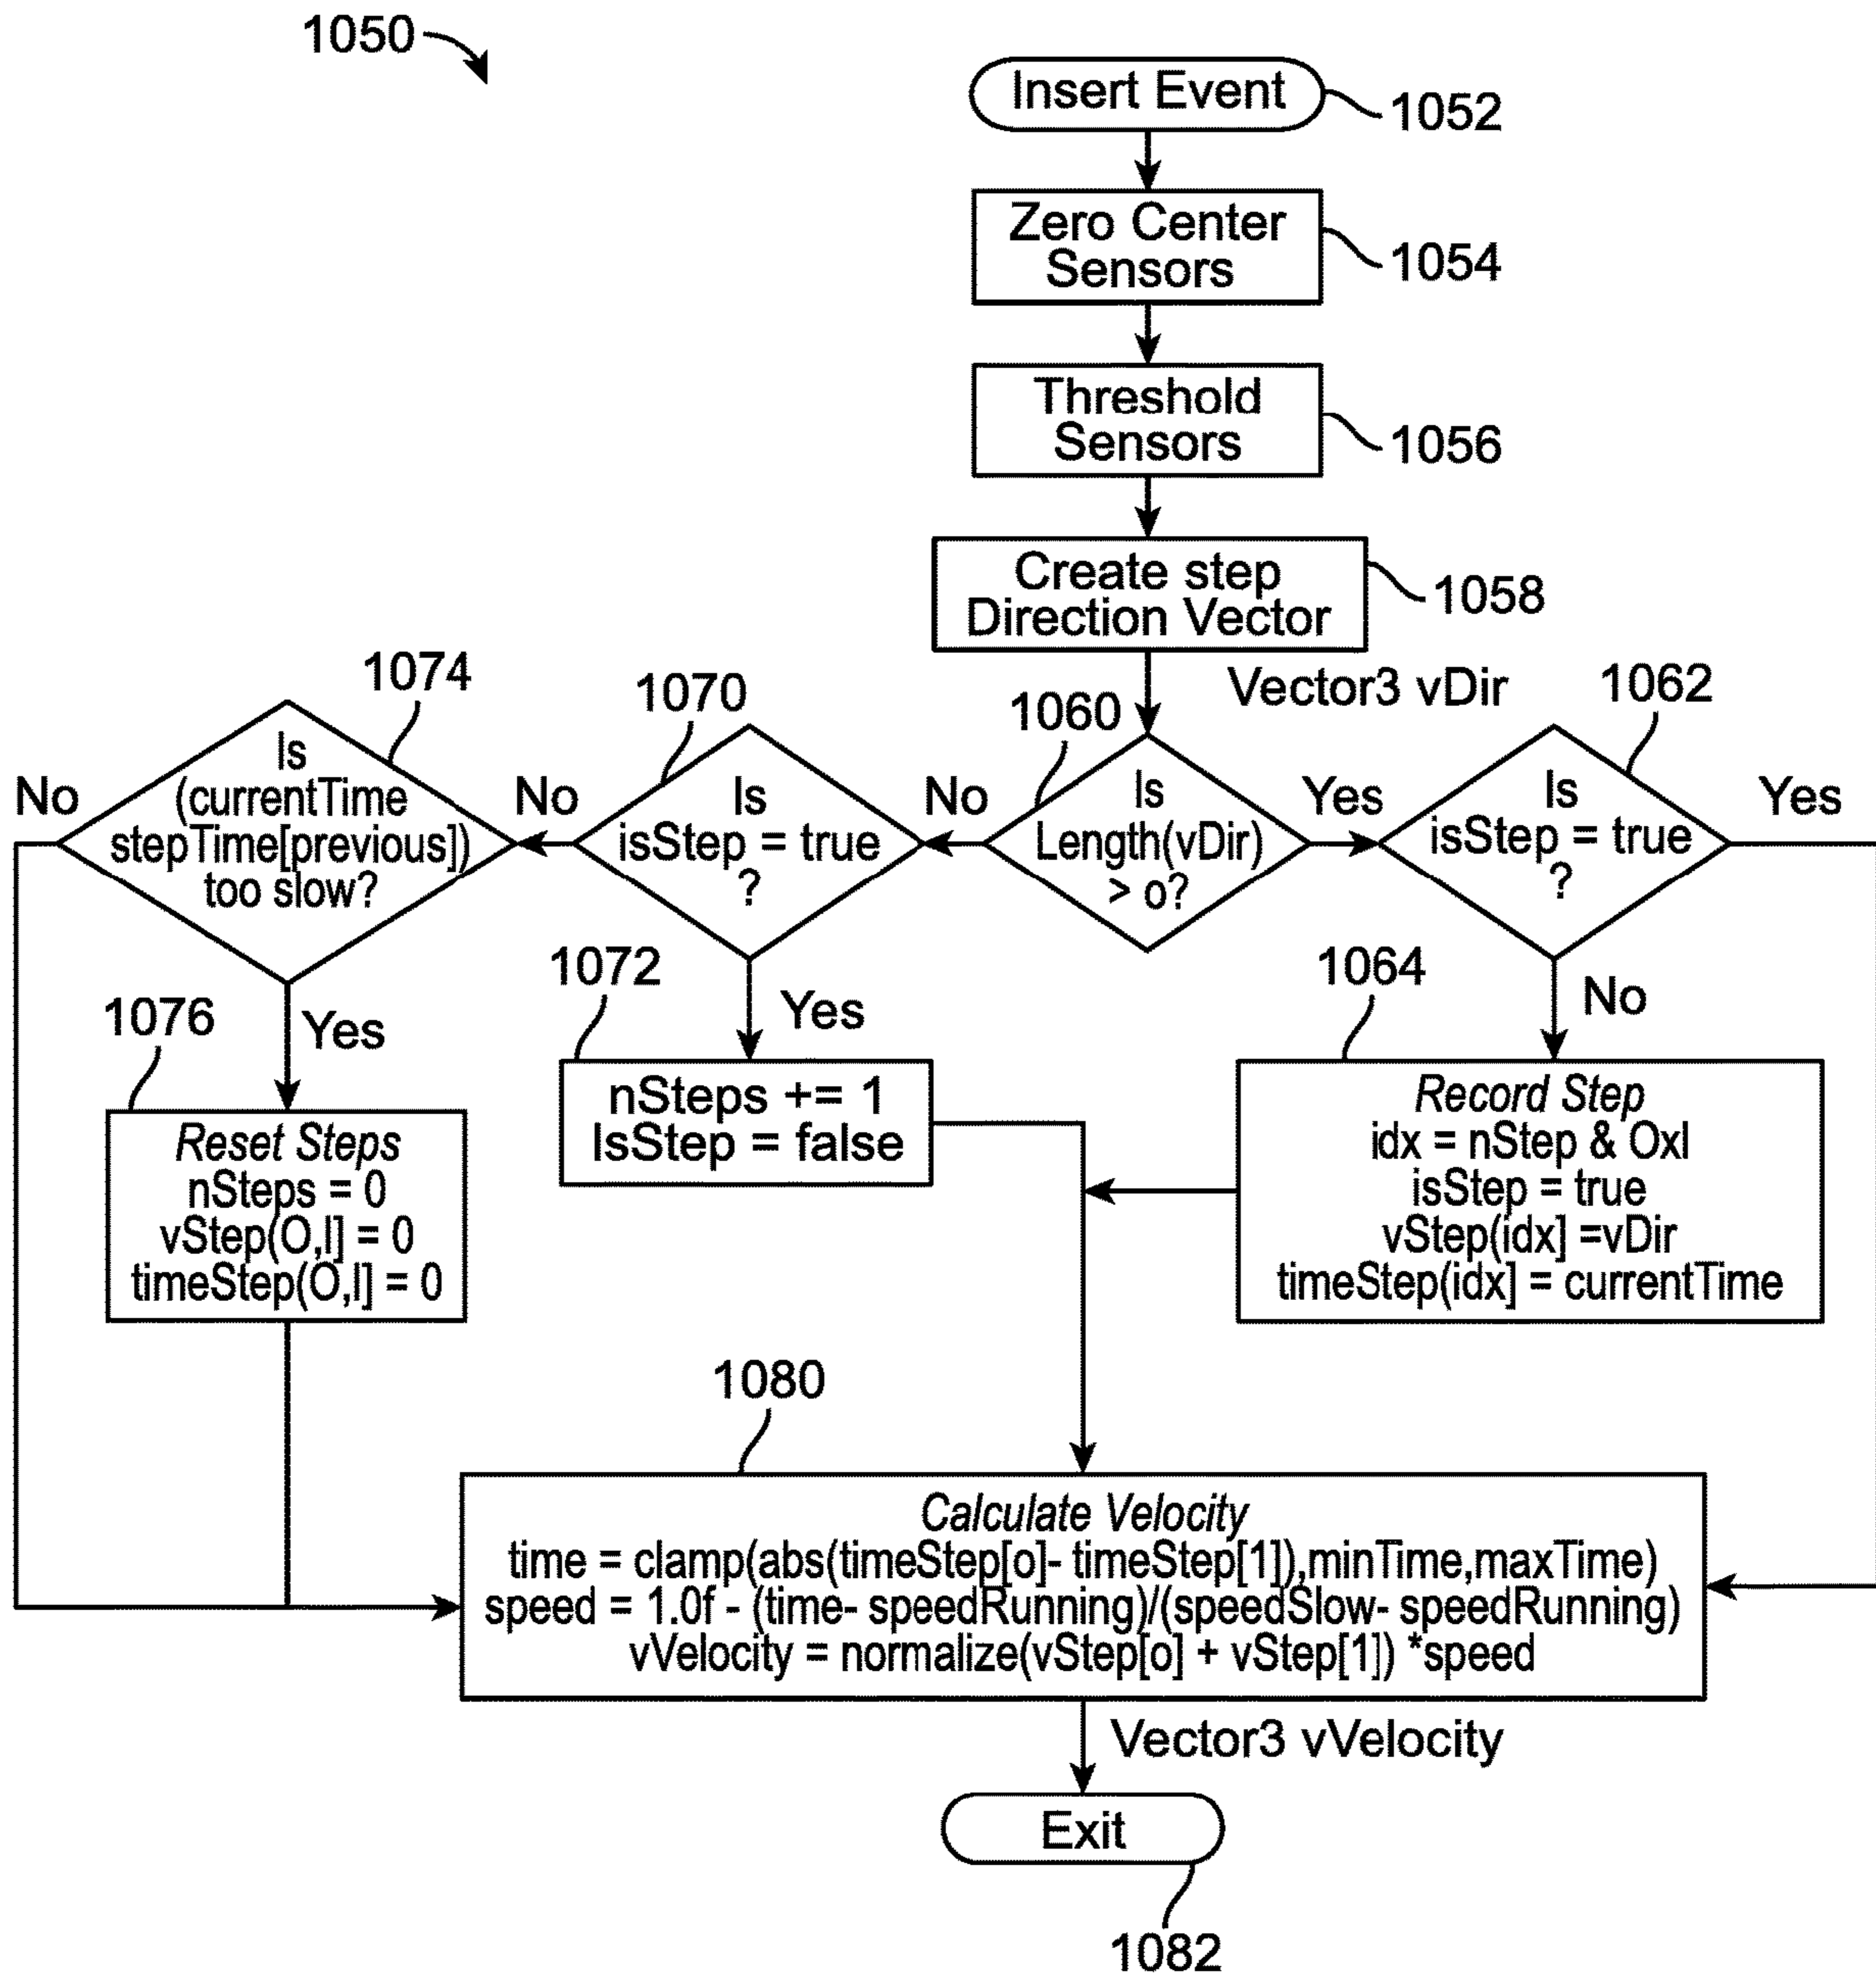 1050
Insert Event
1052
Zero Center
Sensors
1054
Threshold
Sensors
1056
Create step
Direction Vector
1058
Vector3 vDir
1074
1070
1060
1062
Is
(currentTime
stepTime[previous])
too slow?
No
Yes
Is
isStep = true
?
No
Yes
Is
Length(vDir)
> o?
No
Yes
Is
isStep = true
?
Yes
No
1076
Reset Steps
nSteps = 0
vStep(O,I] = 0
timeStep(O,I] = 0
1072
nSteps += 1
IsStep = false
1064
Record Step
idx = nStep & OxI
isStep = true
vStep(idx] =vDir
timeStep(idx] = currentTime
1080
Calculate Velocity
time = clamp(abs(timeStep[o]- timeStep[1]),minTime,maxTime)
speed = 1.0f - (time- speedRunning)/(speedSlow- speedRunning)
vVelocity = normalize(vStep[o] + vStep[1]) *speed
Vector3 vVelocity
Exit
1082